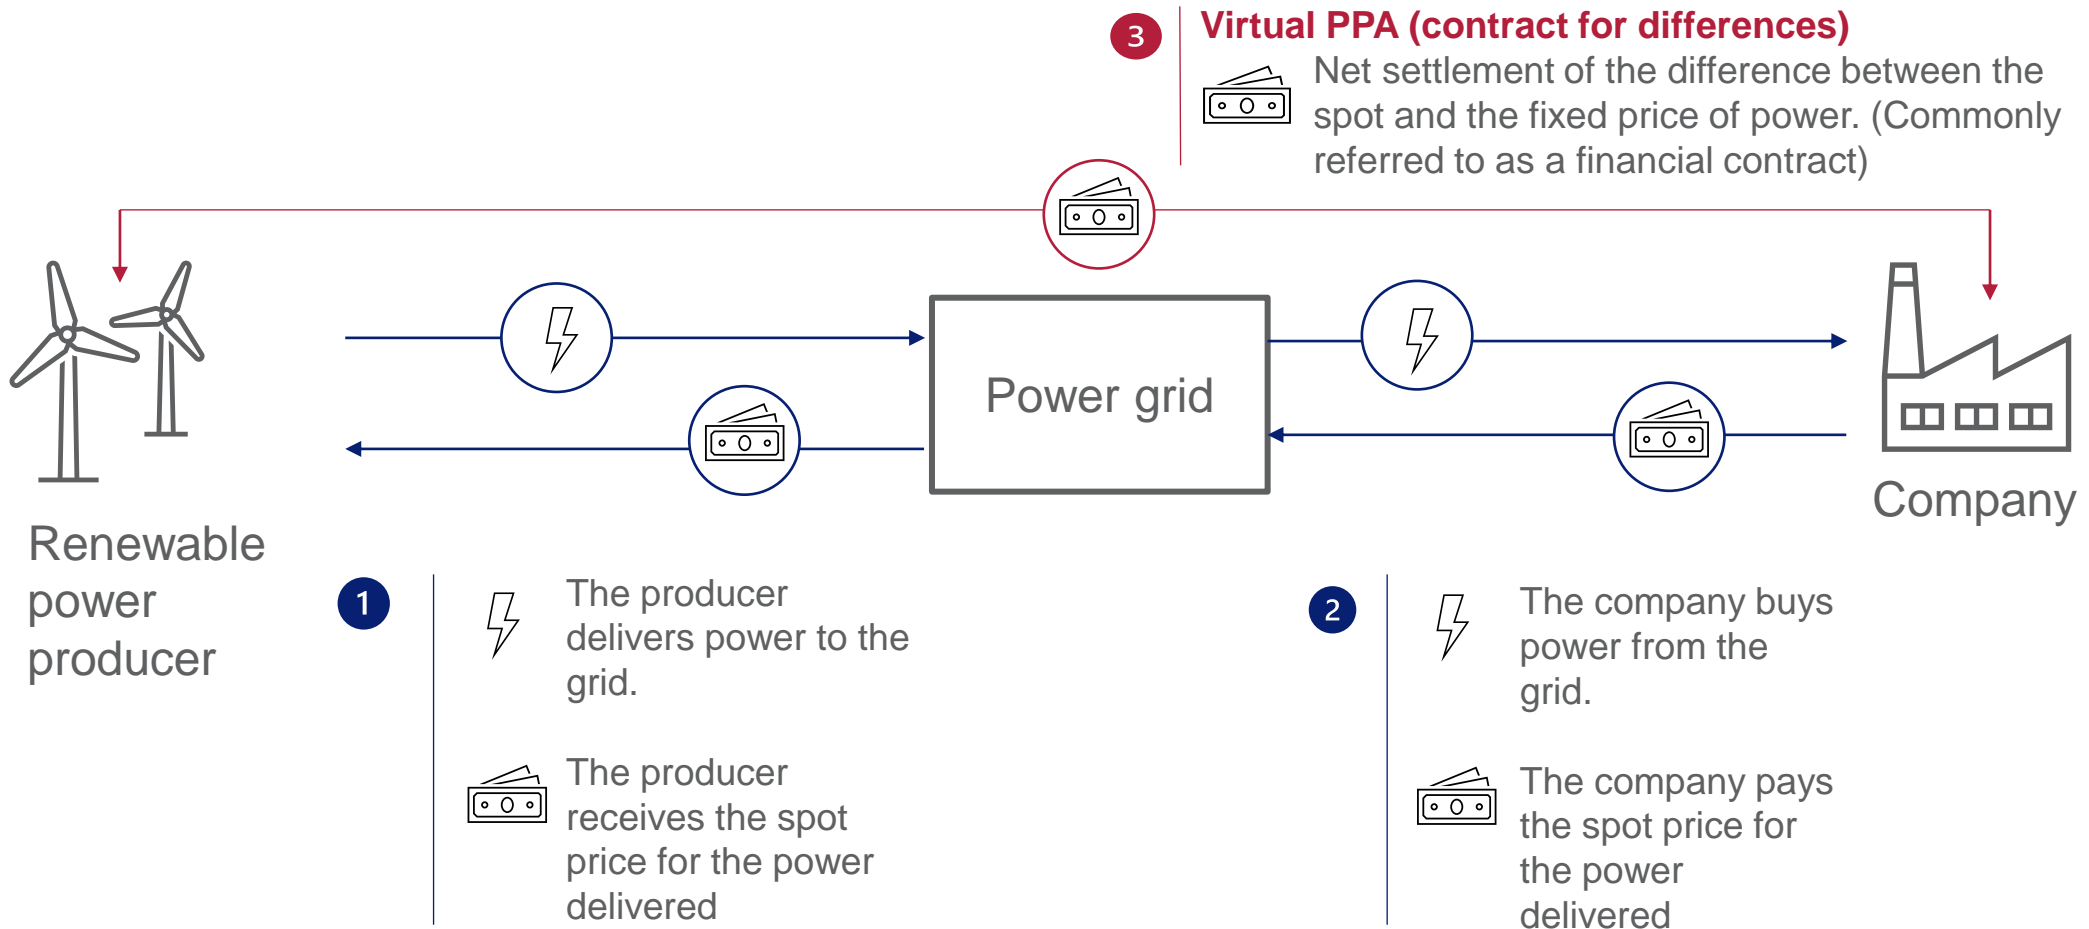 3
Virtual PPA (contract for differences)
Net settlement of the difference between the
spot and the fixed price of power. (Commonly
referred to as a financial contract)
Power grid
Company
Renewable
power
producer
1
The producer
delivers power to the
grid.
The producer
receives the spot
price for the power
delivered
2
The company buys
power from the
grid.
The company pays
the spot price for
the power
delivered